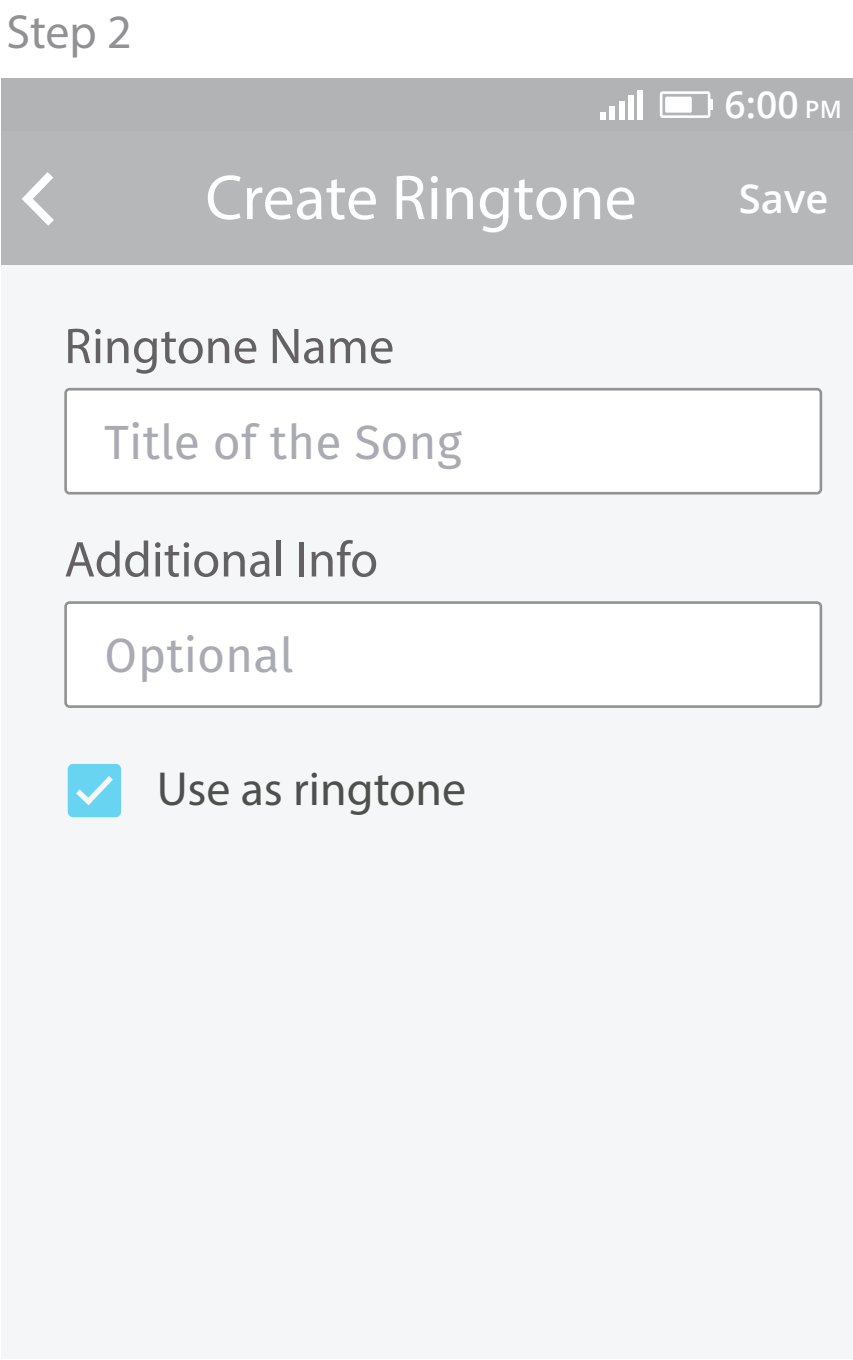 Step 2
6:00 PM
Create Ringtone
Save
Ringtone Name
Title of the Song
Additional Info
Optional
Use as ringtone